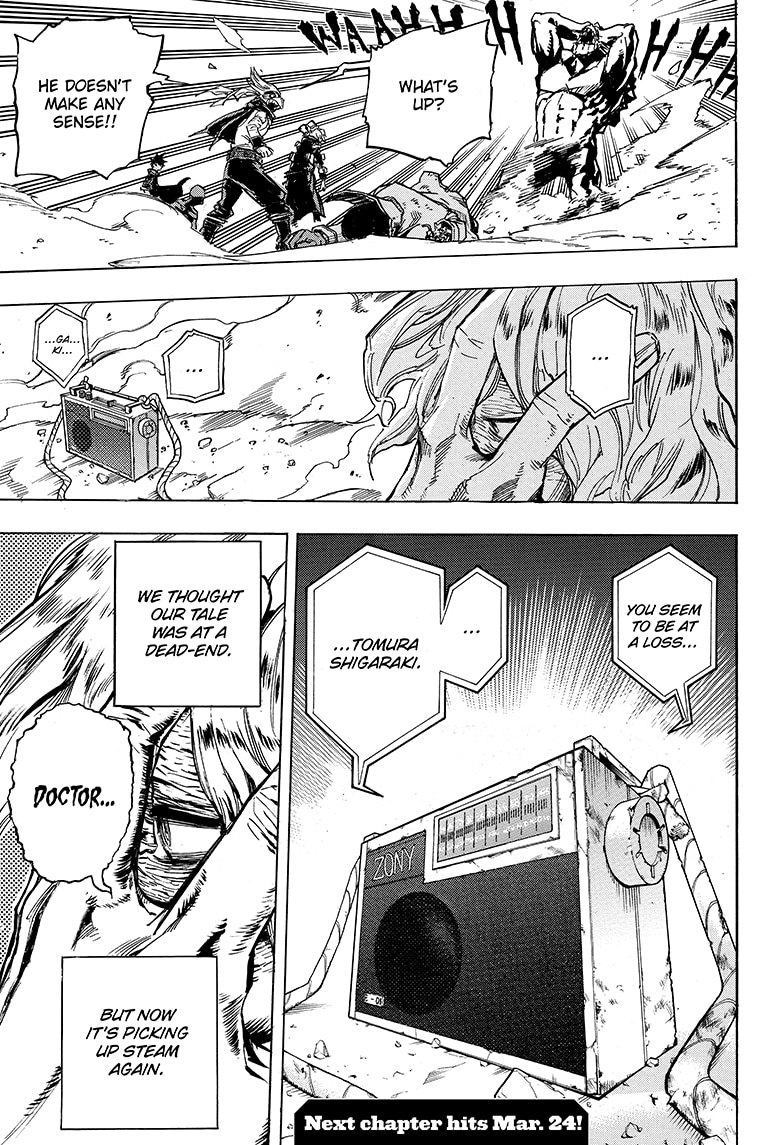 WAAHHHHHH
WHAT'S
UP?
HE DOESN'T
MAKE ANY
SENSE!!
...
...
...GA-
KI...
YOU SEEM
TO BE AT
A LOSS...
...
...TOMURA
SHIGARAKI.
ZONY
WE THOUGHT
OUR TALE
WAS AT A
DEAD-END.
DOCTOR...
BUT NOW
IT'S PICKING
UP STEAM
AGAIN.
Next chapter hits Mar. 24!